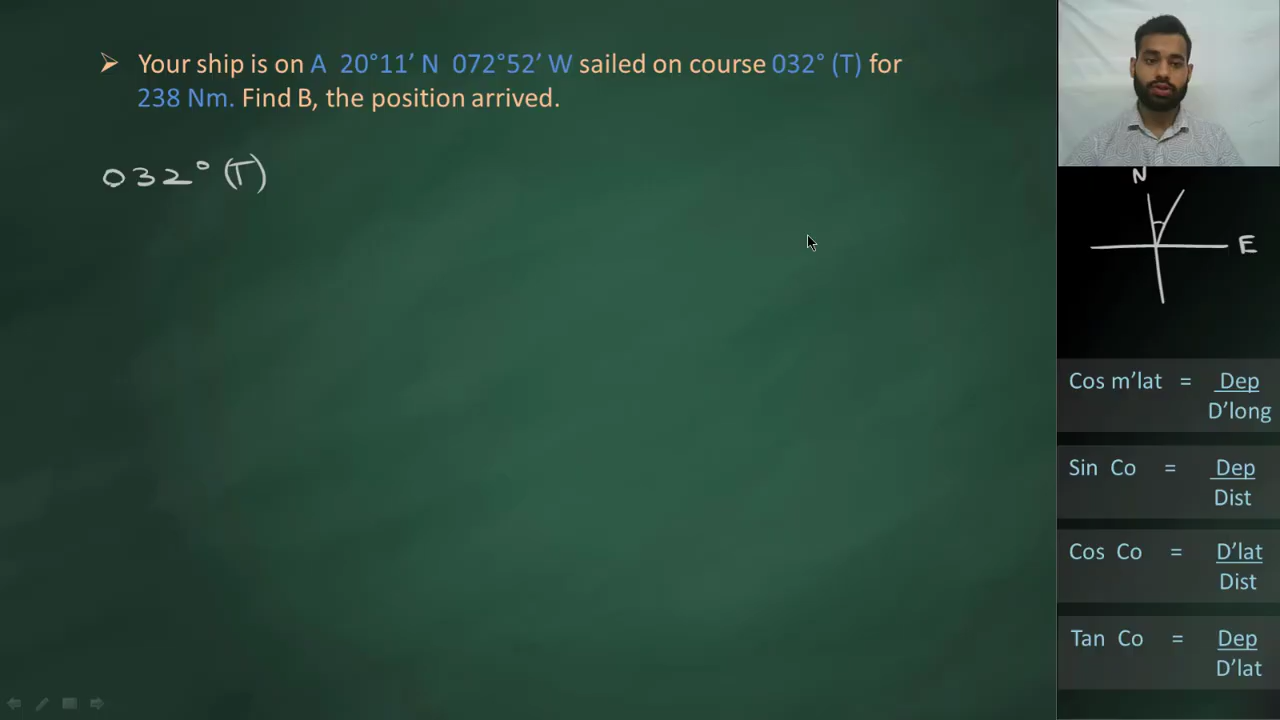 ➢ Your ship is on A 20°11’ N 072°52’ W sailed on course 032° (T) for
238 Nm. Find B, the position arrived.
032° (T)
N
E
Cos m’lat = Dep
D’long
Sin Co = Dep
Dist
Cos Co = D’lat
Dist
Tan Co = Dep
D’lat